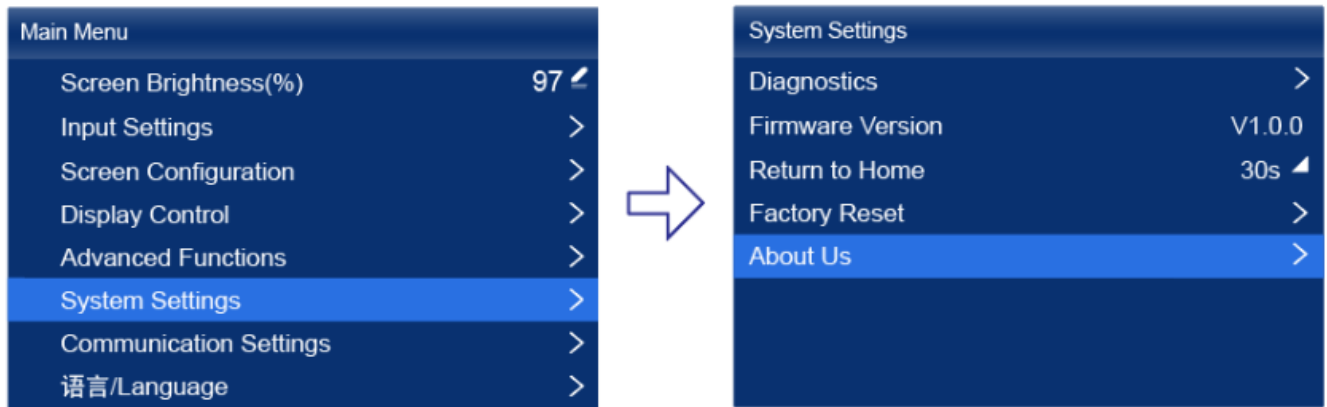 Main Menu
Screen Brightness(%) 97
Input Settings
Screen Configuration
Display Control
Advanced Functions
System Settings
Communication Settings
语言/Language
System Settings
Diagnostics
Firmware Version V1.0.0
Return to Home 30s
Factory Reset
About Us